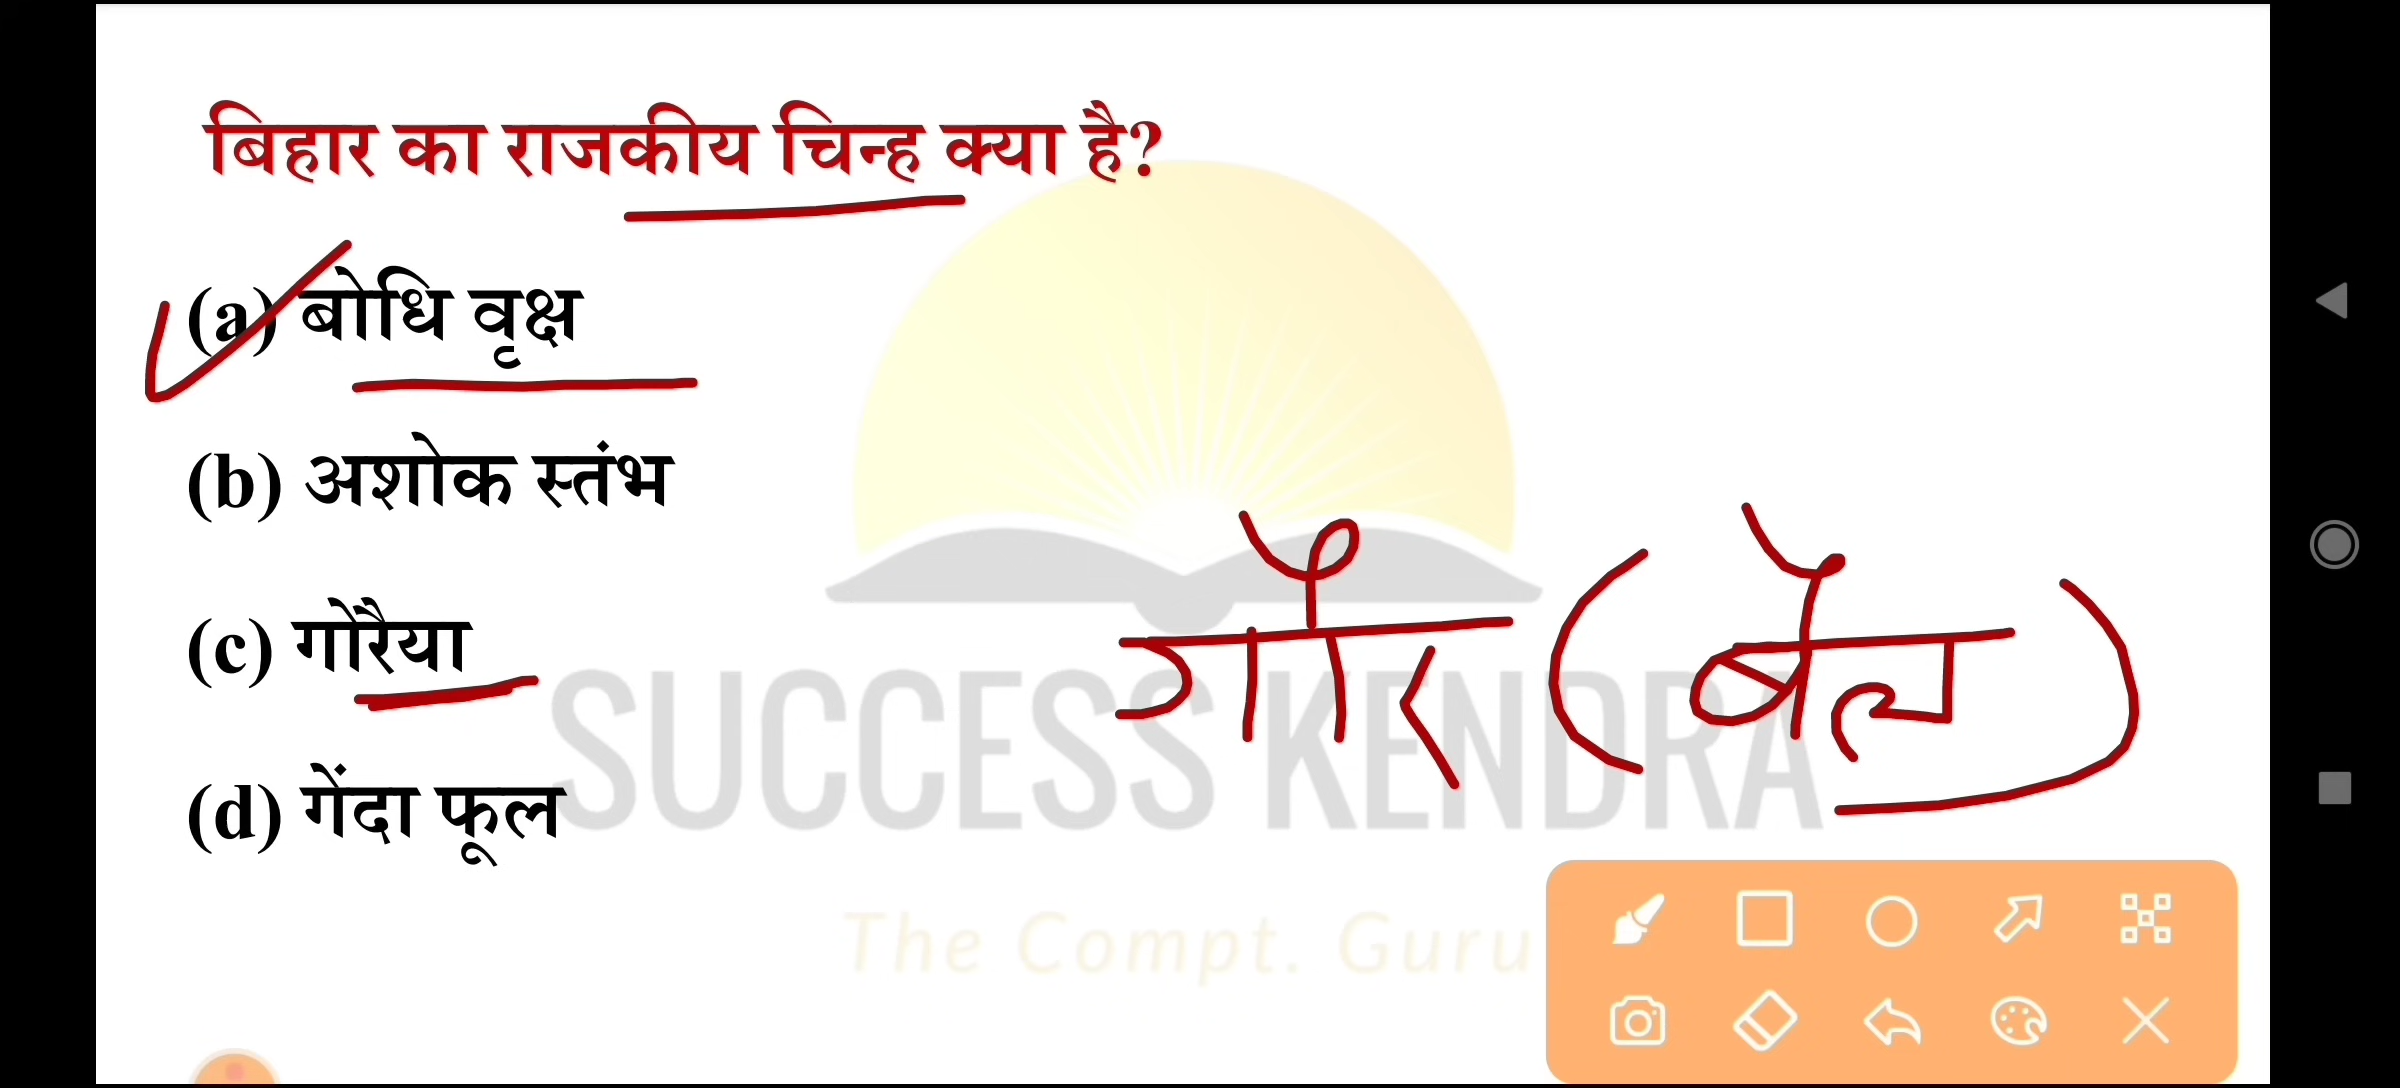 बिहार का राजकीय चिन्ह क्या है?
(a) बोधि वृक्ष
(b) अशोक स्तंभ
(c) गौरैया
(d) गेंदा फूल
गौर (बैल)
SUCCESS KENDRA
The Compt. Guru